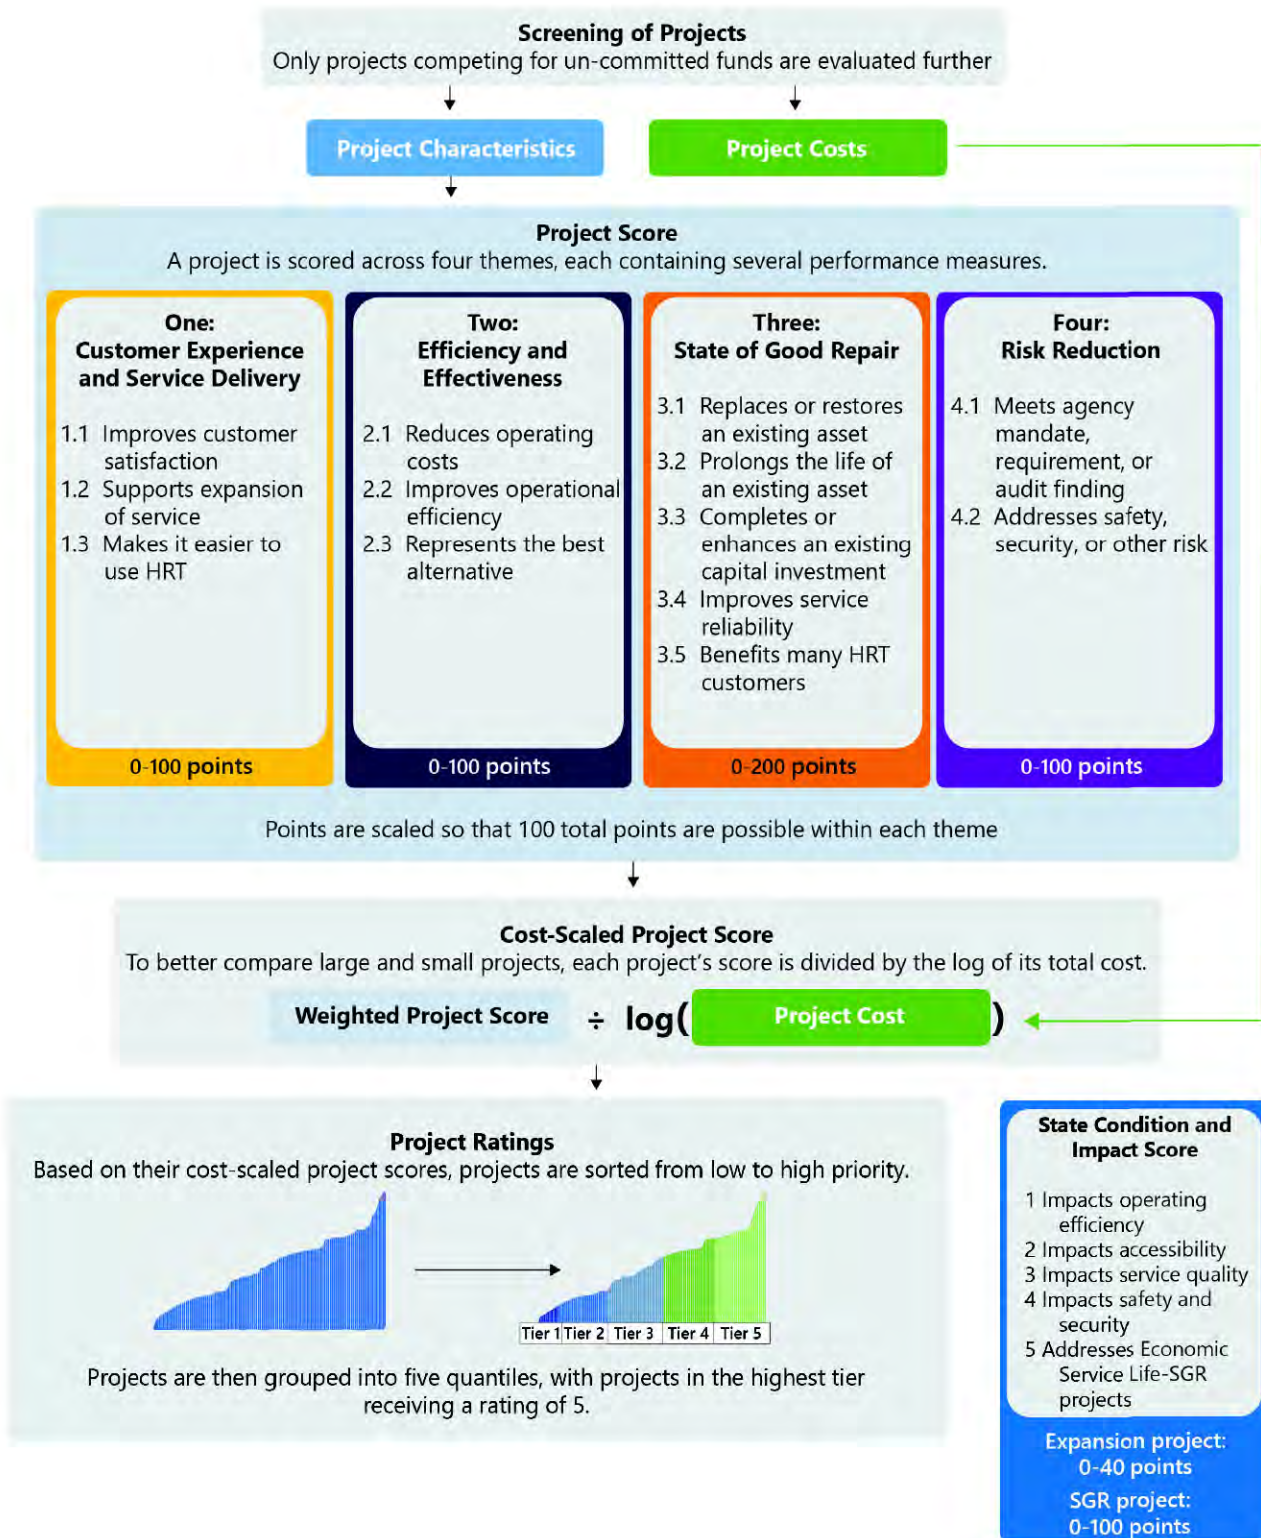 Screening of Projects
Only projects competing for un-committed funds are evaluated further
Project Characteristics
Project Costs
Project Score
A project is scored across four themes, each containing several performance measures.
One:
Customer Experience
and Service Delivery
1.1 Improves customer
satisfaction
1.2 Supports expansion
of service
1.3 Makes it easier to
use HRT
0-100 points
Two:
Efficiency and
Effectiveness
2.1 Reduces operating
costs
2.2 Improves operational
efficiency
2.3 Represents the best
alternative
0-100 points
Three:
State of Good Repair
3.1 Replaces or restores
an existing asset
3.2 Prolongs the life of
an existing asset
3.3 Completes or
enhances an existing
capital investment
3.4 Improves service
reliability
3.5 Benefits many HRT
customers
0-200 points
Four:
Risk Reduction
4.1 Meets agency
mandate,
requirement, or
audit finding
4.2 Addresses safety,
security, or other risk
0-100 points
Points are scaled so that 100 total points are possible within each theme
Cost-Scaled Project Score
To better compare large and small projects, each project's score is divided by the log of its total cost.
Weighted Project Score ÷ log( Project Cost )
Project Ratings
Based on their cost-scaled project scores, projects are sorted from low to high priority.
Tier 1 Tier 2 Tier 3 Tier 4 Tier 5
Projects are then grouped into five quantiles, with projects in the highest tier
receiving a rating of 5.
State Condition and
Impact Score
1 Impacts operating
efficiency
2 Impacts accessibility
3 Impacts service quality
4 Impacts safety and
security
5 Addresses Economic
Service Life-SGR
projects
Expansion project:
0-40 points
SGR project:
0-100 points